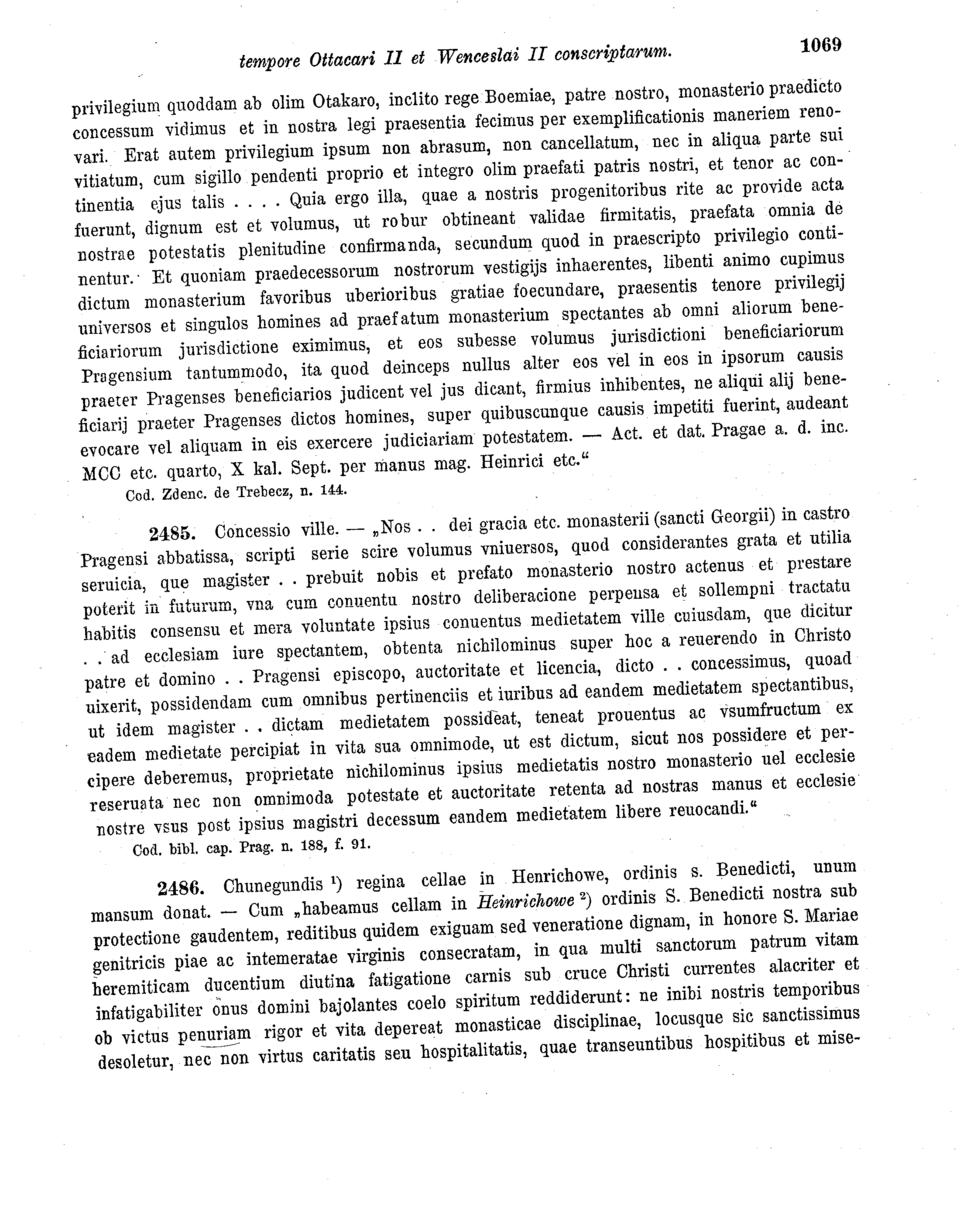 tempore Ottacari II et Wenceslai II conscriptarum. 1069
privilegium quoddam ab olim Otakaro, inclito rege Boemiae, patre nostro, monasterio praedicto
concessum vidimus et in nostra legi praesentia fecimus per exemplificationis maneriem reno-
vari. Erat autem privilegium ipsum non abrasum, non cancellatum, nec in aliqua parte sui
vitiatum, cum sigillo pendenti proprio et integro olim praefati patris nostri, et tenor ac con-
tinentia ejus talis . . . . Quia ergo illa, quae a nostris progenitoribus rite ac provide acta
fuerunt, dignum est et volumus, ut robur obtineant validae firmitatis, praefata omnia de
nostrae potestatis plenitudine confirmanda, secundum quod in praescripto privilegio conti-
nentur. Et quoniam praedecessorum nostrorum vestigijs inhaerentes, libenti animo cupimus
dictum monasterium favoribus uberioribus gratiae foecundare, praesentis tenore privilegij
universos et singulos homines ad praefatum monasterium spectantes ab omni aliorum bene-
ficiariorum jurisdictione eximimus, et eos subesse volumus jurisdictioni beneficiariorum
Pragensium tantummodo, ita quod deinceps nullus alter eos vel in eos in ipsorum causis
praeter Pragenses beneficiarios judicent vel jus dicant, firmius inhibentes, ne aliqui alij bene-
ficiarij praeter Pragenses dictos homines, super quibuscunque causis impetiti fuerint, audeant
evocare vel aliquam in eis exercere judiciariam potestatem. — Act. et dat. Pragae a. d. inc.
MCC etc. quarto, X kal. Sept. per manus mag. Heinrici etc.“
Cod. Zdenc. de Trebecz, n. 144.
2485. Concessio ville. — „Nos . . dei gracia etc. monasterii (sancti Georgii) in castro
Pragensi abbatissa, scripti serie scire volumus vniuersos, quod considerantes grata et utilia
seruicia, que magister . . prebuit nobis et prefato monasterio nostro actenus et prestare
poterit in futurum, vna cum conuentu nostro deliberacione perpensa et sollempni tractatu
habitis consensu et mera voluntate ipsius conuentus medietatem ville cuiusdam, que dicitur
. . ad ecclesiam iure spectantem, obtenta nichilominus super hoc a reuerendo in Christo
patre et domino . . Pragensi episcopo, auctoritate et licencia, dicto . . concessimus, quoad
uixerit, possidendam cum omnibus pertinenciis et iuribus ad eandem medietatem spectantibus,
ut idem magister . . dictam medietatem possideat, teneat prouentus ac vsumfructum ex
eadem medietate percipiat in vita sua omnimode, ut est dictum, sicut nos possidere et per-
cipere deberemus, proprietate nichilominus ipsius medietatis nostro monasterio uel ecclesie
reseruata nec non omnimoda potestate et auctoritate retenta ad nostras manus et ecclesie
nostre vsus post ipsius magistri decessum eandem medietatem libere reuocandi.“
Cod. bibl. cap. Prag. n. 188, f. 91.
2486. Chunegundis ¹) regina cellae in Henrichowe, ordinis s. Benedicti, unum
mansum donat. — Cum „habeamus cellam in Heinrichowe ²) ordinis S. Benedicti nostra sub
protectione gaudentem, reditibus quidem exiguam sed veneratione dignam, in honore S. Mariae
genitricis piae ac intemeratae virginis consecratam, in qua multi sanctorum patrum vitam
heremiticam ducentium diutina fatigatione carnis sub cruce Christi currentes alacriter et
infatigabiliter onus domini bajolantes coelo spiritum reddiderunt: ne inibi nostris temporibus
ob victus penuriam rigor et vita depereat monasticae disciplinae, locusque sic sanctissimus
desoletur, nec non virtus caritatis seu hospitalitatis, quae transeuntibus hospitibus et mise-